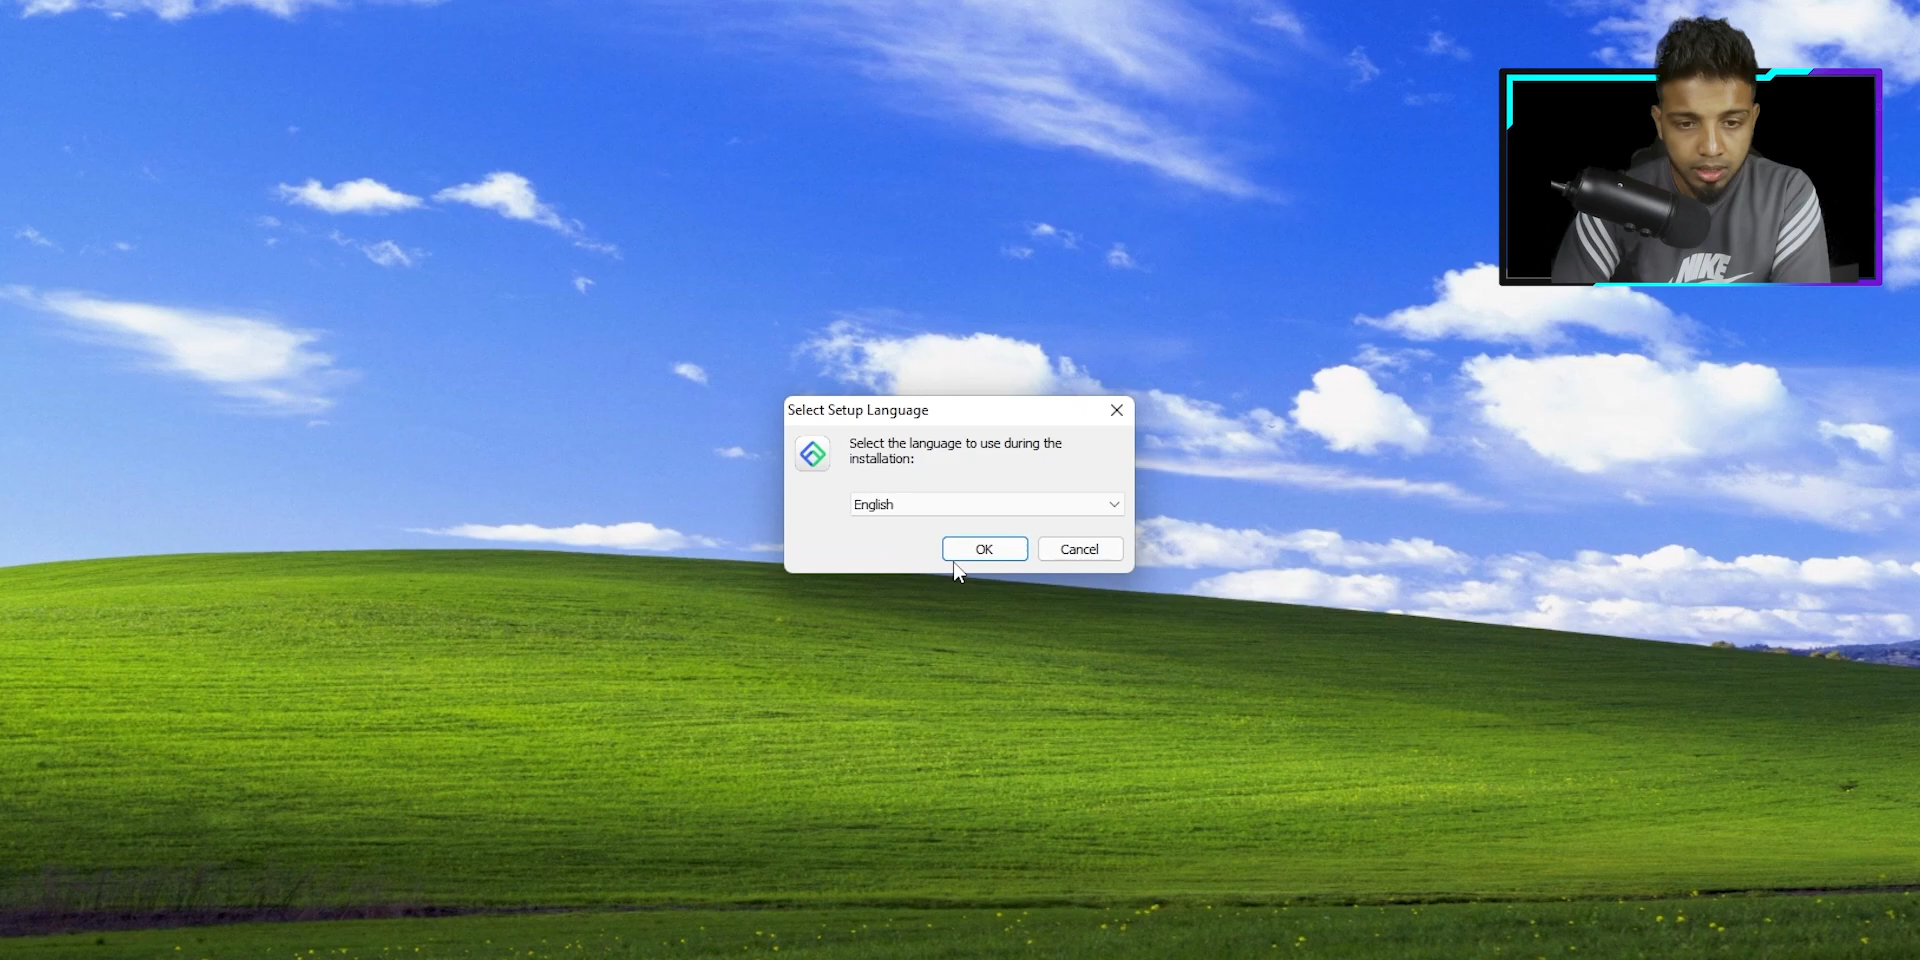 NIKE
Select Setup Language
Select the language to use during the
installation:
English
OK
Cancel